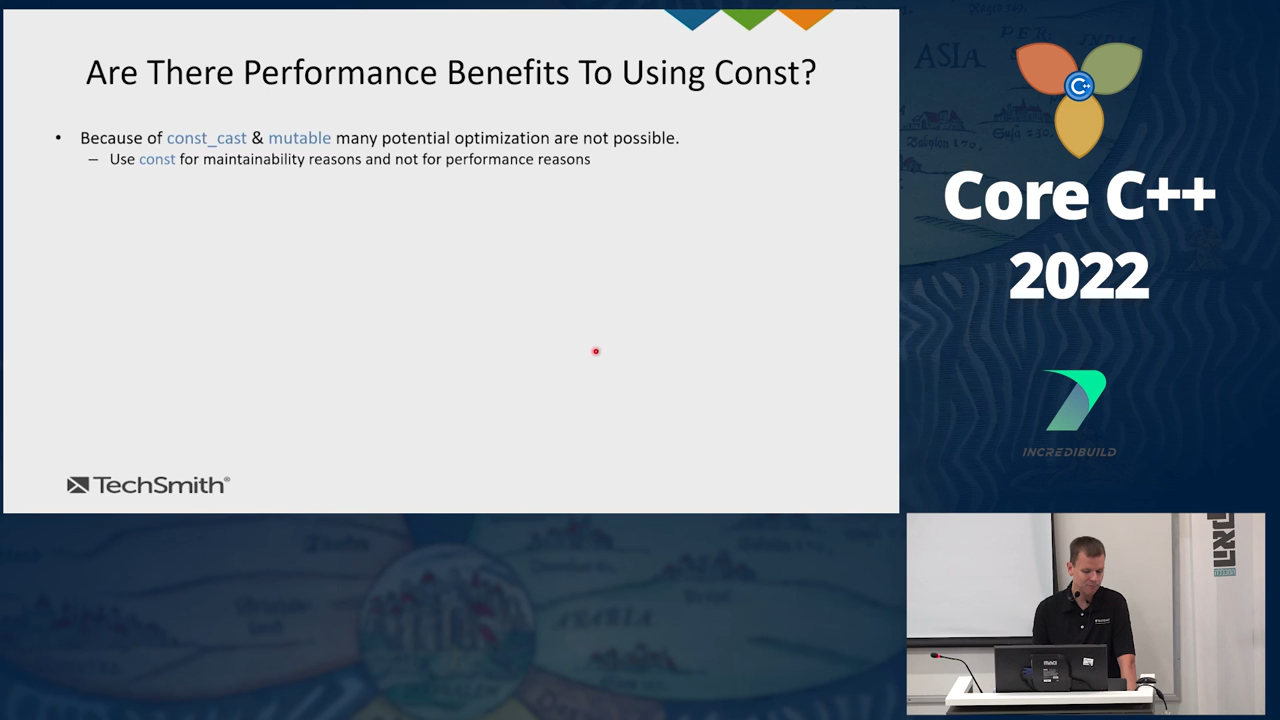 Are There Performance Benefits To Using Const?
• Because of const_cast & mutable many potential optimization are not possible.
– Use const for maintainability reasons and not for performance reasons
TechSmith®
ASIA
C++
Core C++
2022
INCREDIBUILD
ARABIA